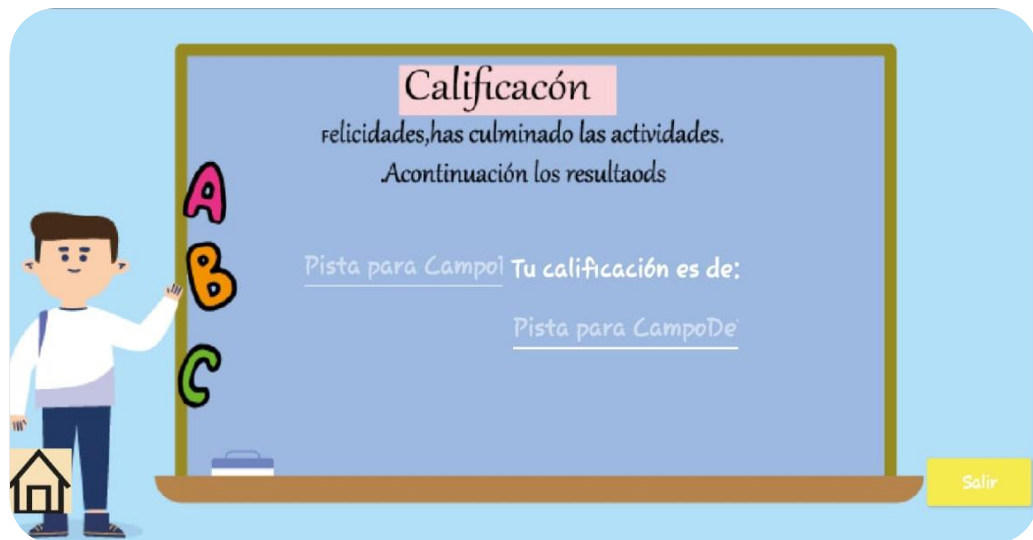 Calificacón
Felicidades,has culminado las actividades.
.Acontinuación los resultaods
A
B
C
Pista para Campo1 Tu calificación es de:
Pista para CampoDe
Salir